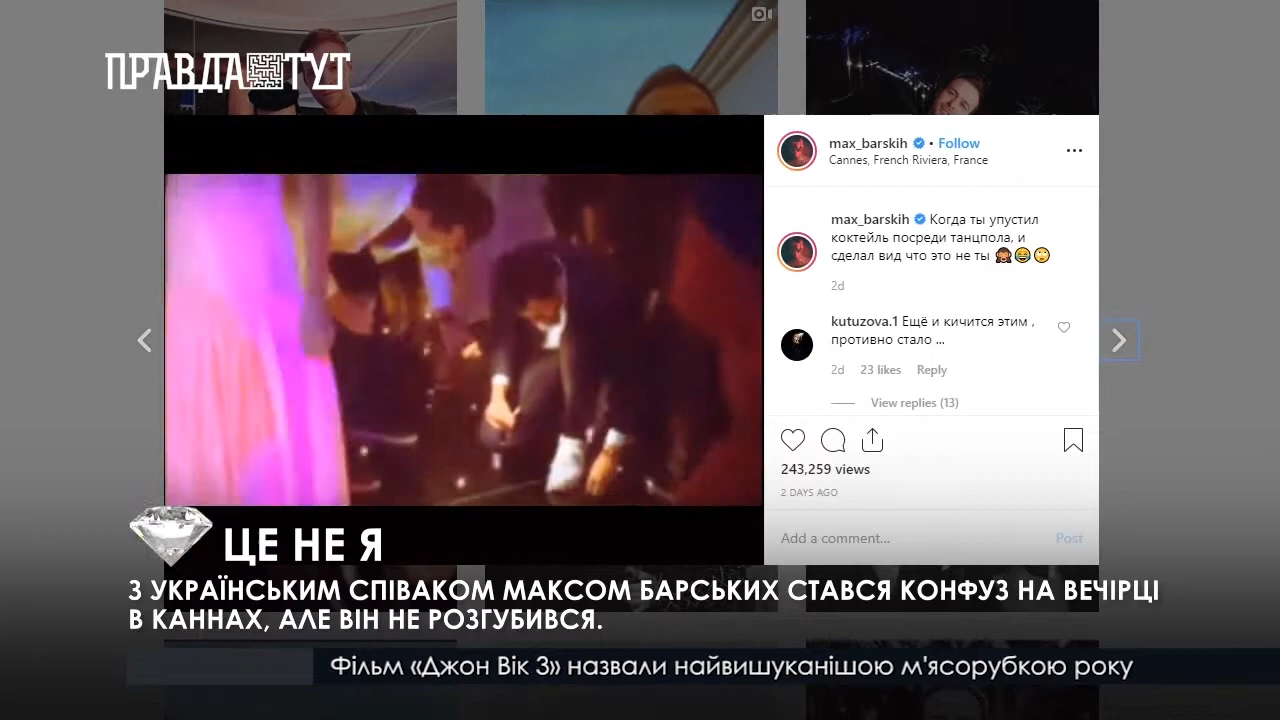 ПРАВДА ТУТ
max_barskih • Follow
Cannes, French Riviera, France
max_barskih Когда ты упустил
коктейль посреди танцпола, и
сделал вид что это не ты 🙈😂🙄
2d
kutuzova.1 Ещё и кичится этим ,
противно стало ...
2d 23 likes Reply
View replies (13)
243,259 views
2 DAYS AGO
Add a comment... Post
ЦЕ НЕ Я
З УКРАЇНСЬКИМ СПІВАКОМ МАКСОМ БАРСЬКИХ СТАВСЯ КОНФУЗ НА ВЕЧІРЦІ
В КАННАХ, АЛЕ ВІН НЕ РОЗГУБИВСЯ.
Фільм «Джон Вік 3» назвали найвишуканішою м'ясорубкою року